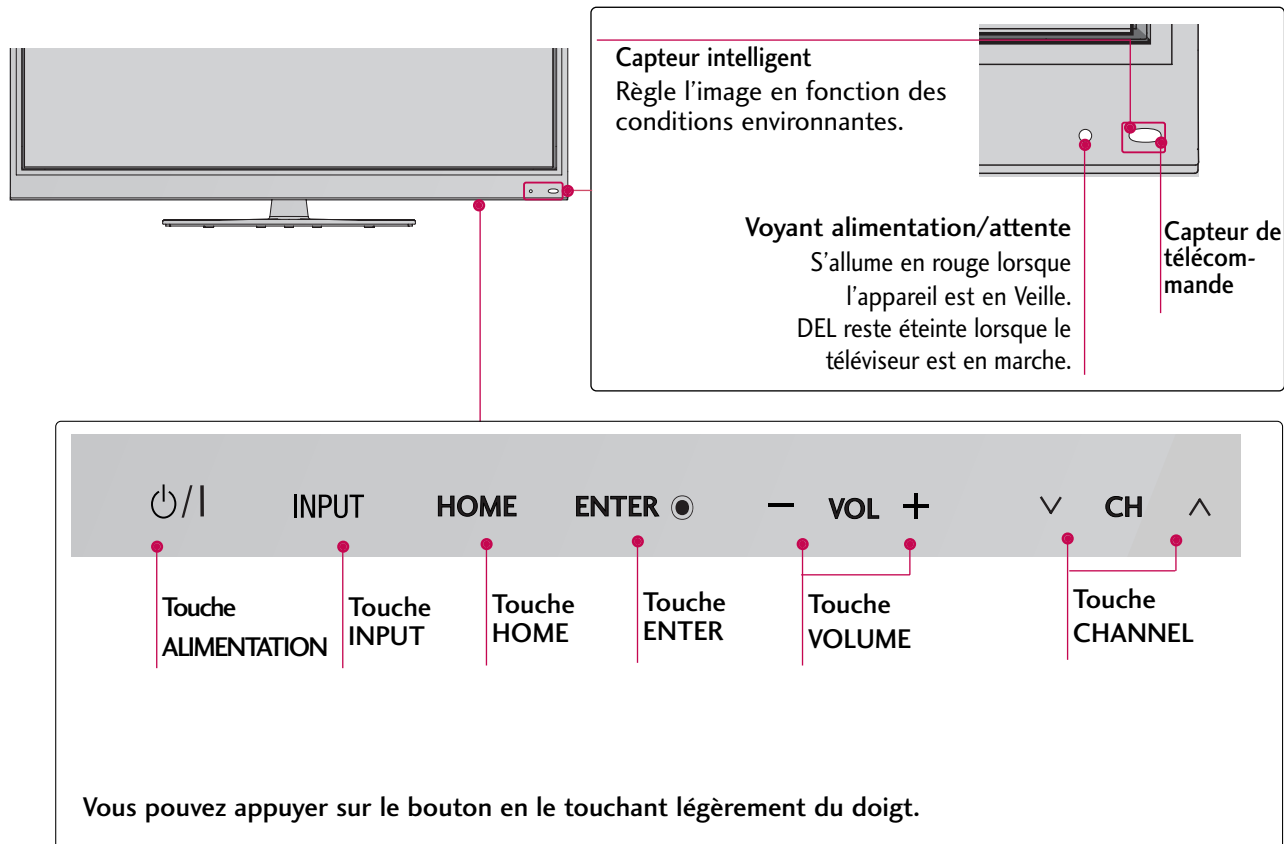 Capteur intelligent
Règle l'image en fonction des
conditions environnantes.
Voyant alimentation/attente
S'allume en rouge lorsque
l'appareil est en Veille.
DEL reste éteinte lorsque le
téléviseur est en marche.
Capteur de
télécom-
mande
⏻/I INPUT HOME ENTER ◉ − VOL + ∨ CH ∧
Touche
ALIMENTATION
Touche
INPUT
Touche
HOME
Touche
ENTER
Touche
VOLUME
Touche
CHANNEL
Vous pouvez appuyer sur le bouton en le touchant légèrement du doigt.